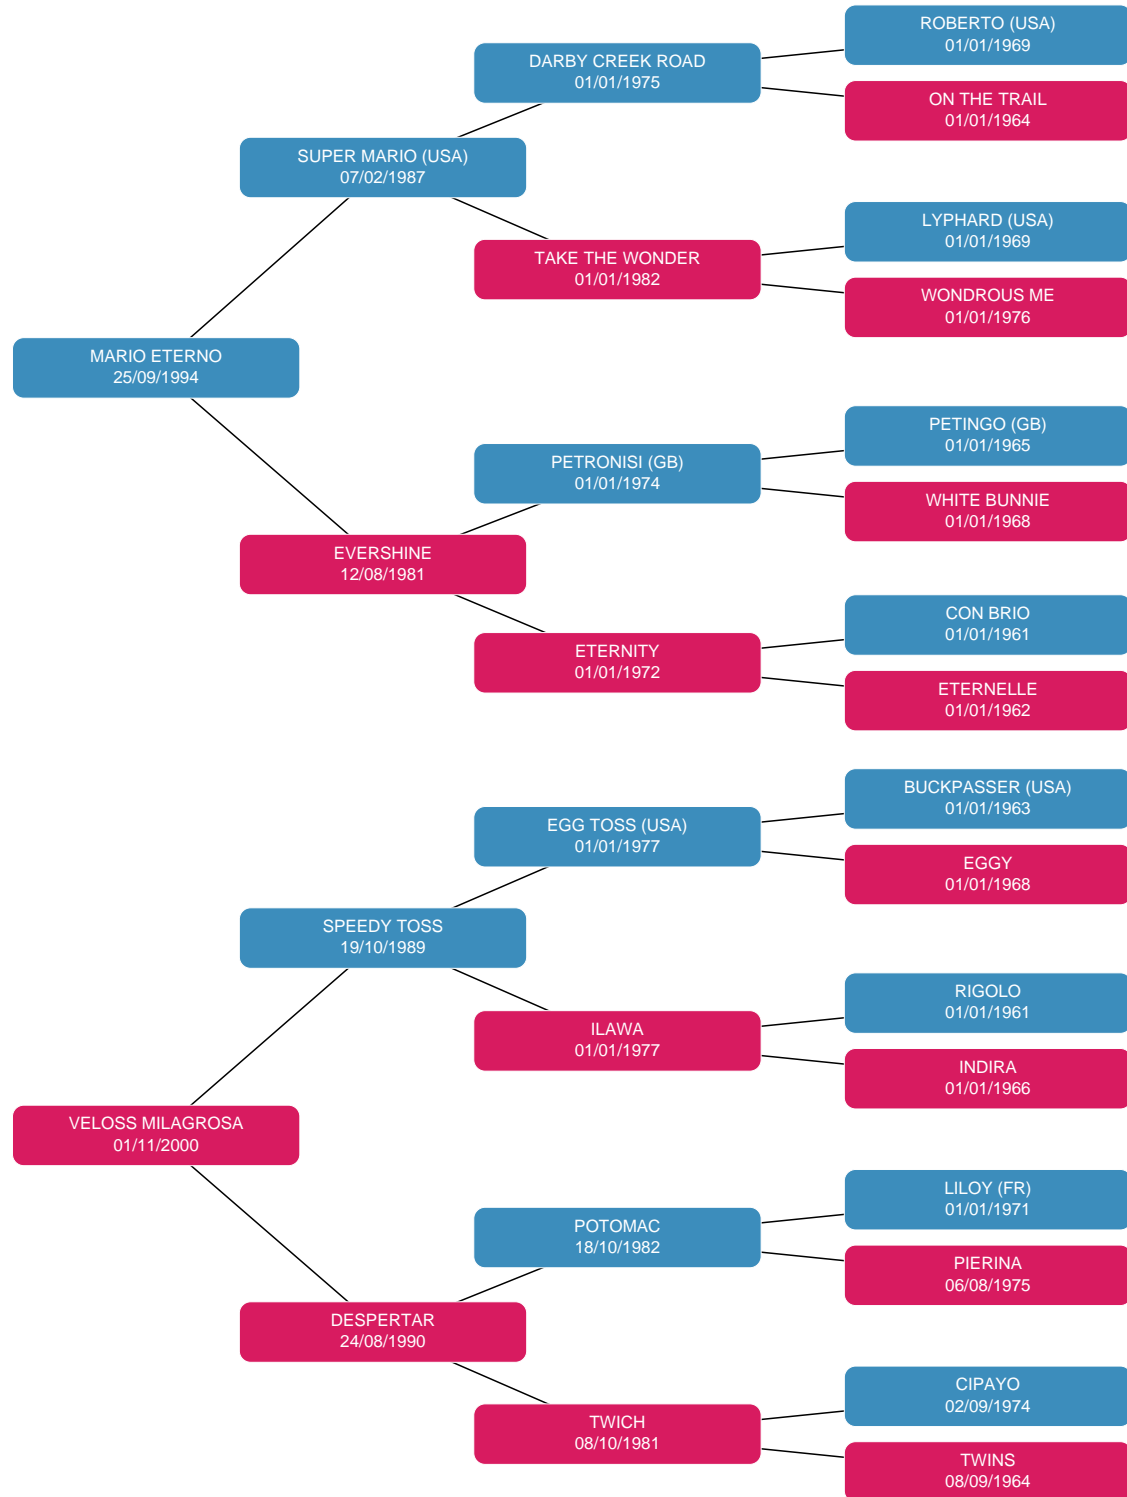 ROBERTO (USA)
01/01/1969
DARBY CREEK ROAD
01/01/1975
ON THE TRAIL
01/01/1964
SUPER MARIO (USA)
07/02/1987
LYPHARD (USA)
01/01/1969
TAKE THE WONDER
01/01/1982
WONDROUS ME
01/01/1976
MARIO ETERNO
25/09/1994
PETINGO (GB)
01/01/1965
PETRONISI (GB)
01/01/1974
WHITE BUNNIE
01/01/1968
EVERSHINE
12/08/1981
CON BRIO
01/01/1961
ETERNITY
01/01/1972
ETERNELLE
01/01/1962
BUCKPASSER (USA)
01/01/1963
EGG TOSS (USA)
01/01/1977
EGGY
01/01/1968
SPEEDY TOSS
19/10/1989
RIGOLO
01/01/1961
ILAWA
01/01/1977
INDIRA
01/01/1966
VELOSS MILAGROSA
01/11/2000
LILOY (FR)
01/01/1971
POTOMAC
18/10/1982
PIERINA
06/08/1975
DESPERTAR
24/08/1990
CIPAYO
02/09/1974
TWICH
08/10/1981
TWINS
08/09/1964